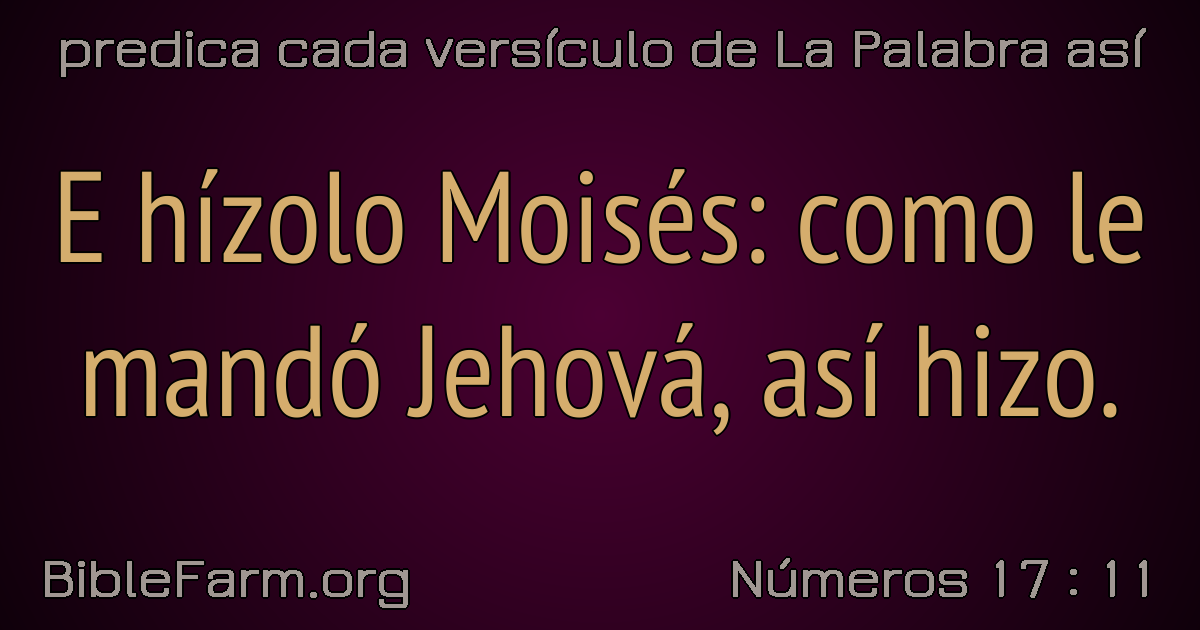 predica cada versículo de La Palabra así
E hízolo Moisés: como le
mandó Jehová, así hizo.
BibleFarm.org
Números 17 : 11